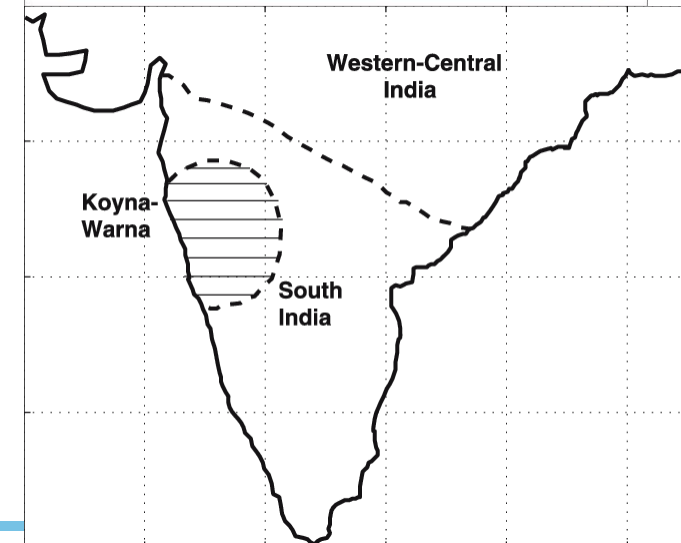 Western-Central
India
Koyna-
Warna
South
India